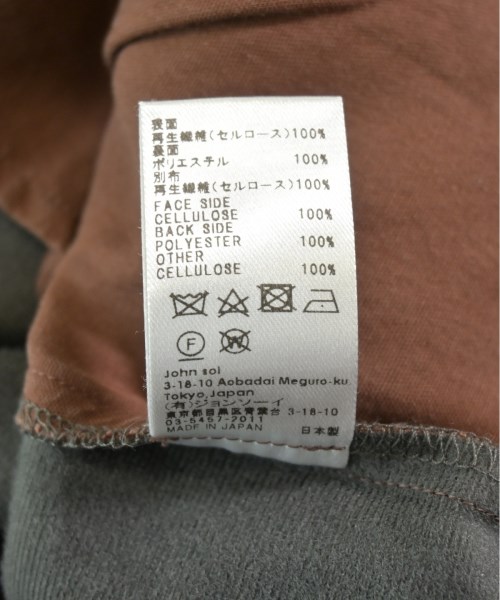 表面
再生繊維(セルロース)100%
裏面
ポリエステル 100%
別布
再生繊維(セルロース)100%
FACE SIDE
CELLULOSE 100%
BACK SIDE
POLYESTER 100%
OTHER
CELLULOSE 100%
F W
John soi
3-18-10 Aobadai Meguro-ku.
Tokyo,Japan
(有)ジョンソーイ
東京都目黒区青葉台 3-18-10
03-5457-2011
MADE IN JAPAN 日本製